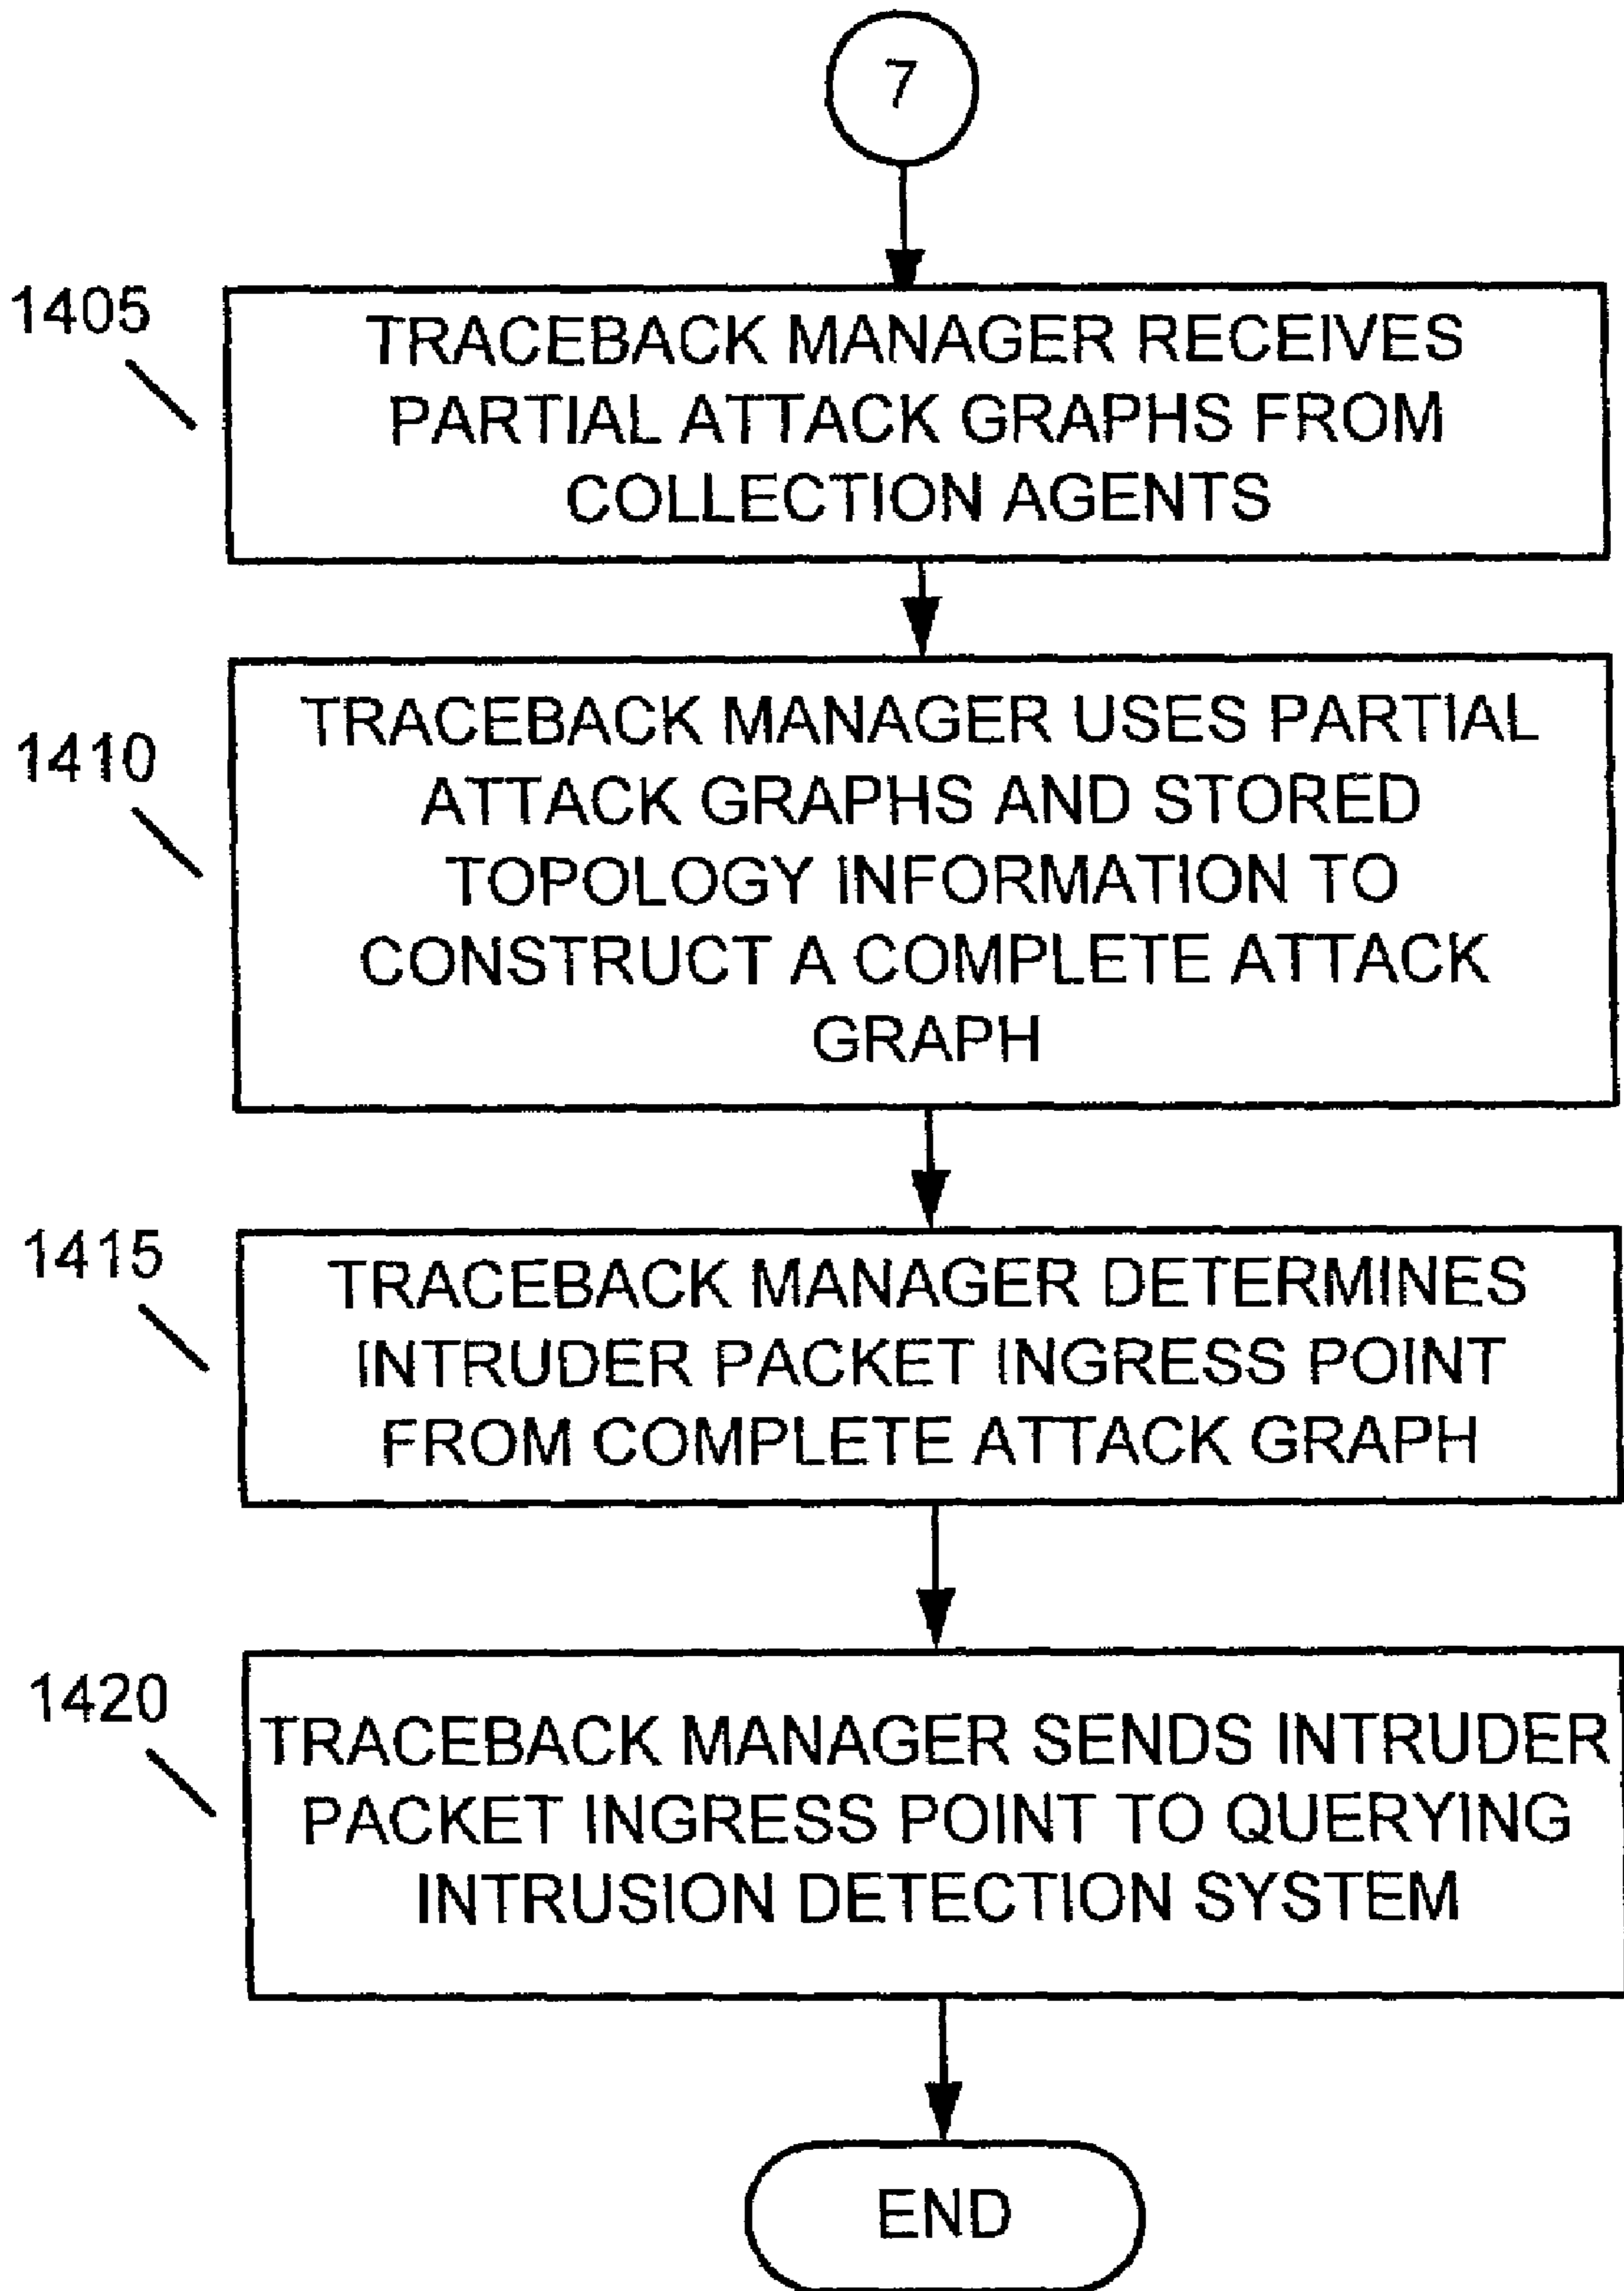 7
1405
TRACEBACK MANAGER RECEIVES
PARTIAL ATTACK GRAPHS FROM
COLLECTION AGENTS
1410
TRACEBACK MANAGER USES PARTIAL
ATTACK GRAPHS AND STORED
TOPOLOGY INFORMATION TO
CONSTRUCT A COMPLETE ATTACK
GRAPH
1415
TRACEBACK MANAGER DETERMINES
INTRUDER PACKET INGRESS POINT
FROM COMPLETE ATTACK GRAPH
1420
TRACEBACK MANAGER SENDS INTRUDER
PACKET INGRESS POINT TO QUERYING
INTRUSION DETECTION SYSTEM
END